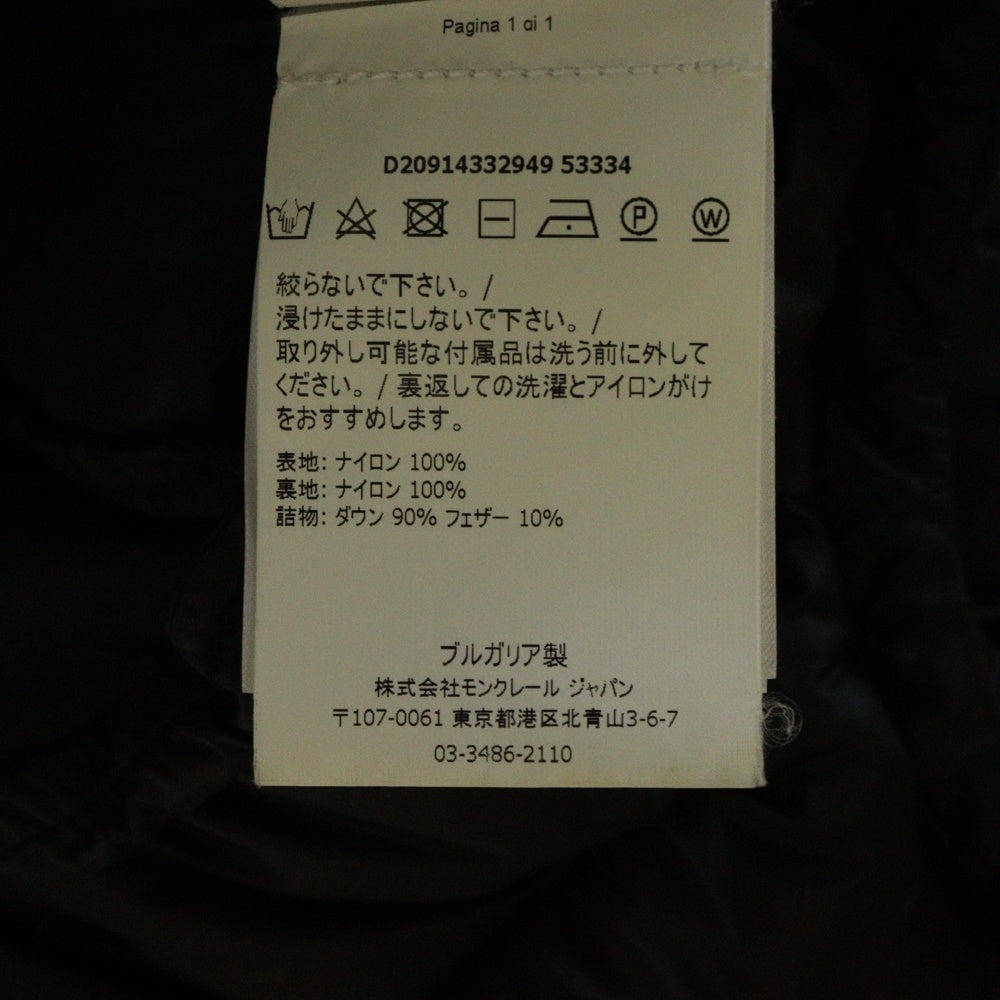 Pagina 1 di 1
D20914332949 53334
P W
絞らないで下さい。/
浸けたままにしないで下さい。/
取り外し可能な付属品は洗う前に外して
ください。/ 裏返しての洗濯とアイロンがけ
をおすすめします。
表地: ナイロン 100%
裏地: ナイロン 100%
詰物: ダウン 90% フェザー 10%
ブルガリア製
株式会社モンクレール ジャパン
〒107-0061 東京都港区北青山3-6-7
03-3486-2110